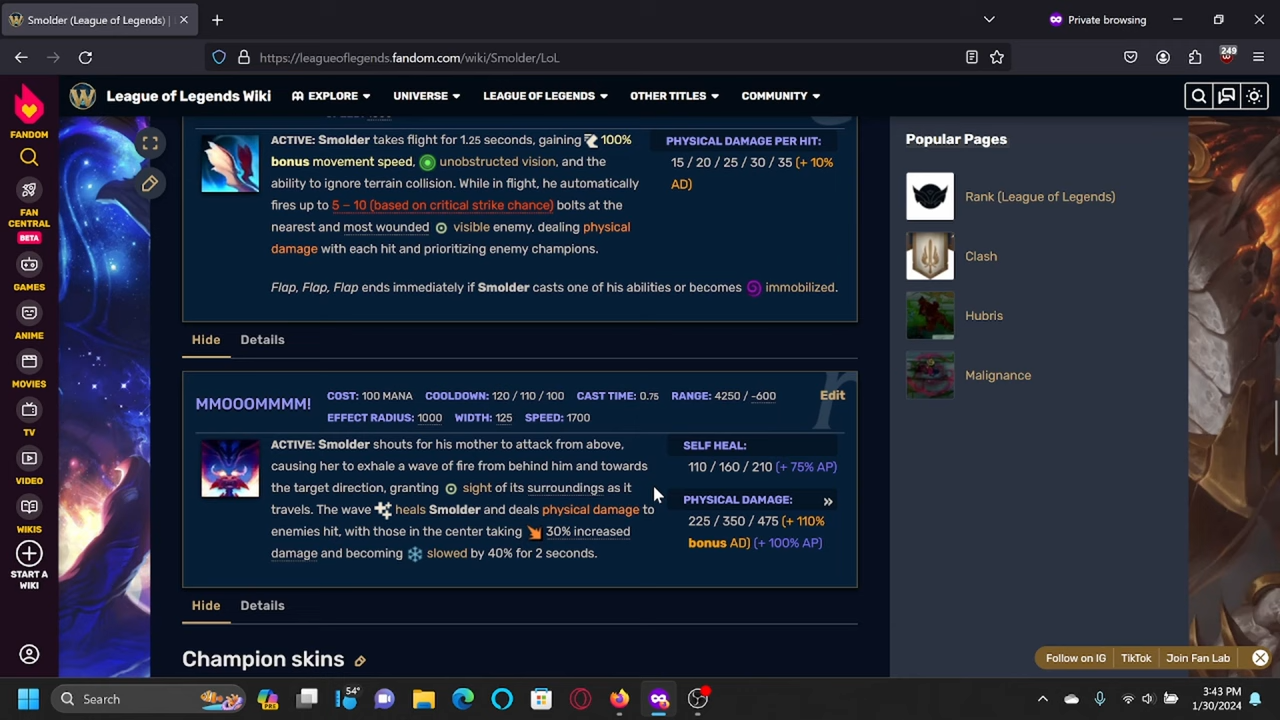 Smolder (League of Legends) |
Private browsing
https://leagueoflegends.fandom.com/wiki/Smolder/LoL
249
FANDOM
League of Legends Wiki
EXPLORE
UNIVERSE
LEAGUE OF LEGENDS
OTHER TITLES
COMMUNITY
FAN CENTRAL
BETA
GAMES
ANIME
MOVIES
TV
VIDEO
WIKIS
START A WIKI
ACTIVE: Smolder takes flight for 1.25 seconds, gaining 100%
bonus movement speed, unobstructed vision, and the
ability to ignore terrain collision. While in flight, he automatically
fires up to 5 – 10 (based on critical strike chance) bolts at the
nearest and most wounded visible enemy, dealing physical
damage with each hit and prioritizing enemy champions.
Flap, Flap, Flap ends immediately if Smolder casts one of his abilities or becomes immobilized.
PHYSICAL DAMAGE PER HIT:
15 / 20 / 25 / 30 / 35 (+ 10%
AD)
Hide Details
MMOOOMMMM!
COST: 100 MANA COOLDOWN: 120 / 110 / 100 CAST TIME: 0.75 RANGE: 4250 / -600
EFFECT RADIUS: 1000 WIDTH: 125 SPEED: 1700
Edit
ACTIVE: Smolder shouts for his mother to attack from above,
causing her to exhale a wave of fire from behind him and towards
the target direction, granting sight of its surroundings as it
travels. The wave heals Smolder and deals physical damage to
enemies hit, with those in the center taking 30% increased
damage and becoming slowed by 40% for 2 seconds.
SELF HEAL:
110 / 160 / 210 (+ 75% AP)
PHYSICAL DAMAGE: »
225 / 350 / 475 (+ 110%
bonus AD) (+ 100% AP)
Hide Details
Champion skins
Popular Pages
Rank (League of Legends)
Clash
Hubris
Malignance
Follow on IG
TikTok
Join Fan Lab
Search
PRE
54°
3:43 PM
1/30/2024